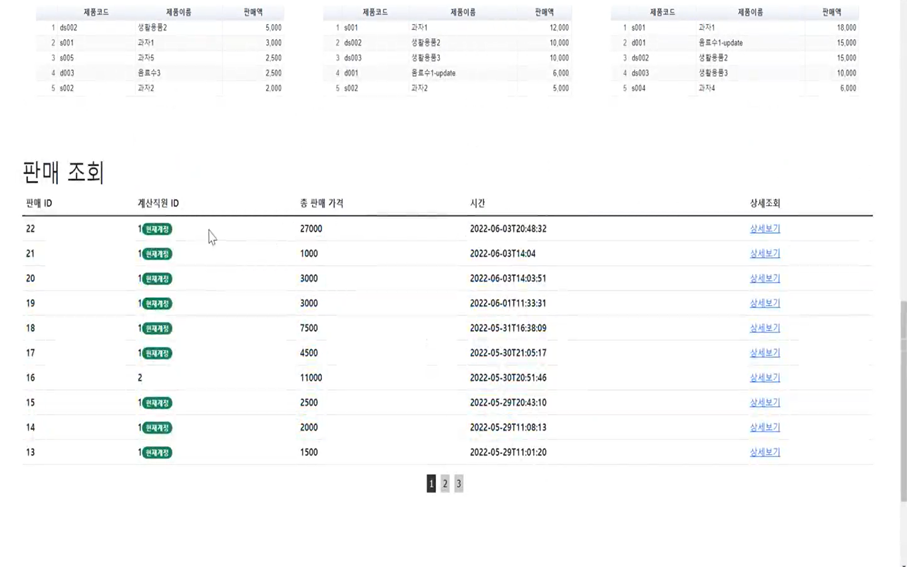 제품코드 제품이름 판매액
1 ds002 생활용품2 5,000
2 s001 과자1 3,000
3 s005 과자5 2,500
4 d003 음료수3 2,500
5 s002 과자2 2,000
제품코드 제품이름 판매액
1 s001 과자1 12,000
2 ds002 생활용품2 10,000
3 ds003 생활용품3 10,000
4 d001 음료수1-update 6,000
5 s002 과자2 5,000
제품코드 제품이름 판매액
1 s001 과자1 18,000
2 d001 음료수1-update 15,000
3 ds002 생활용품2 15,000
4 ds003 생활용품3 10,000
5 s004 과자4 6,000
판매 조회
판매 ID 계산직원 ID 총 판매 가격 시간 상세조회
22 1 현재계정 27000 2022-06-03T20:48:32 상세보기
21 1 현재계정 1000 2022-06-03T14:04 상세보기
20 1 현재계정 3000 2022-06-03T14:03:51 상세보기
19 1 현재계정 3000 2022-06-01T11:33:31 상세보기
18 1 현재계정 7500 2022-05-31T16:38:09 상세보기
17 1 현재계정 4500 2022-05-30T21:05:17 상세보기
16 2 11000 2022-05-30T20:51:46 상세보기
15 1 현재계정 2500 2022-05-29T20:43:10 상세보기
14 1 현재계정 2000 2022-05-29T11:08:13 상세보기
13 1 현재계정 1500 2022-05-29T11:01:20 상세보기
1 2 3